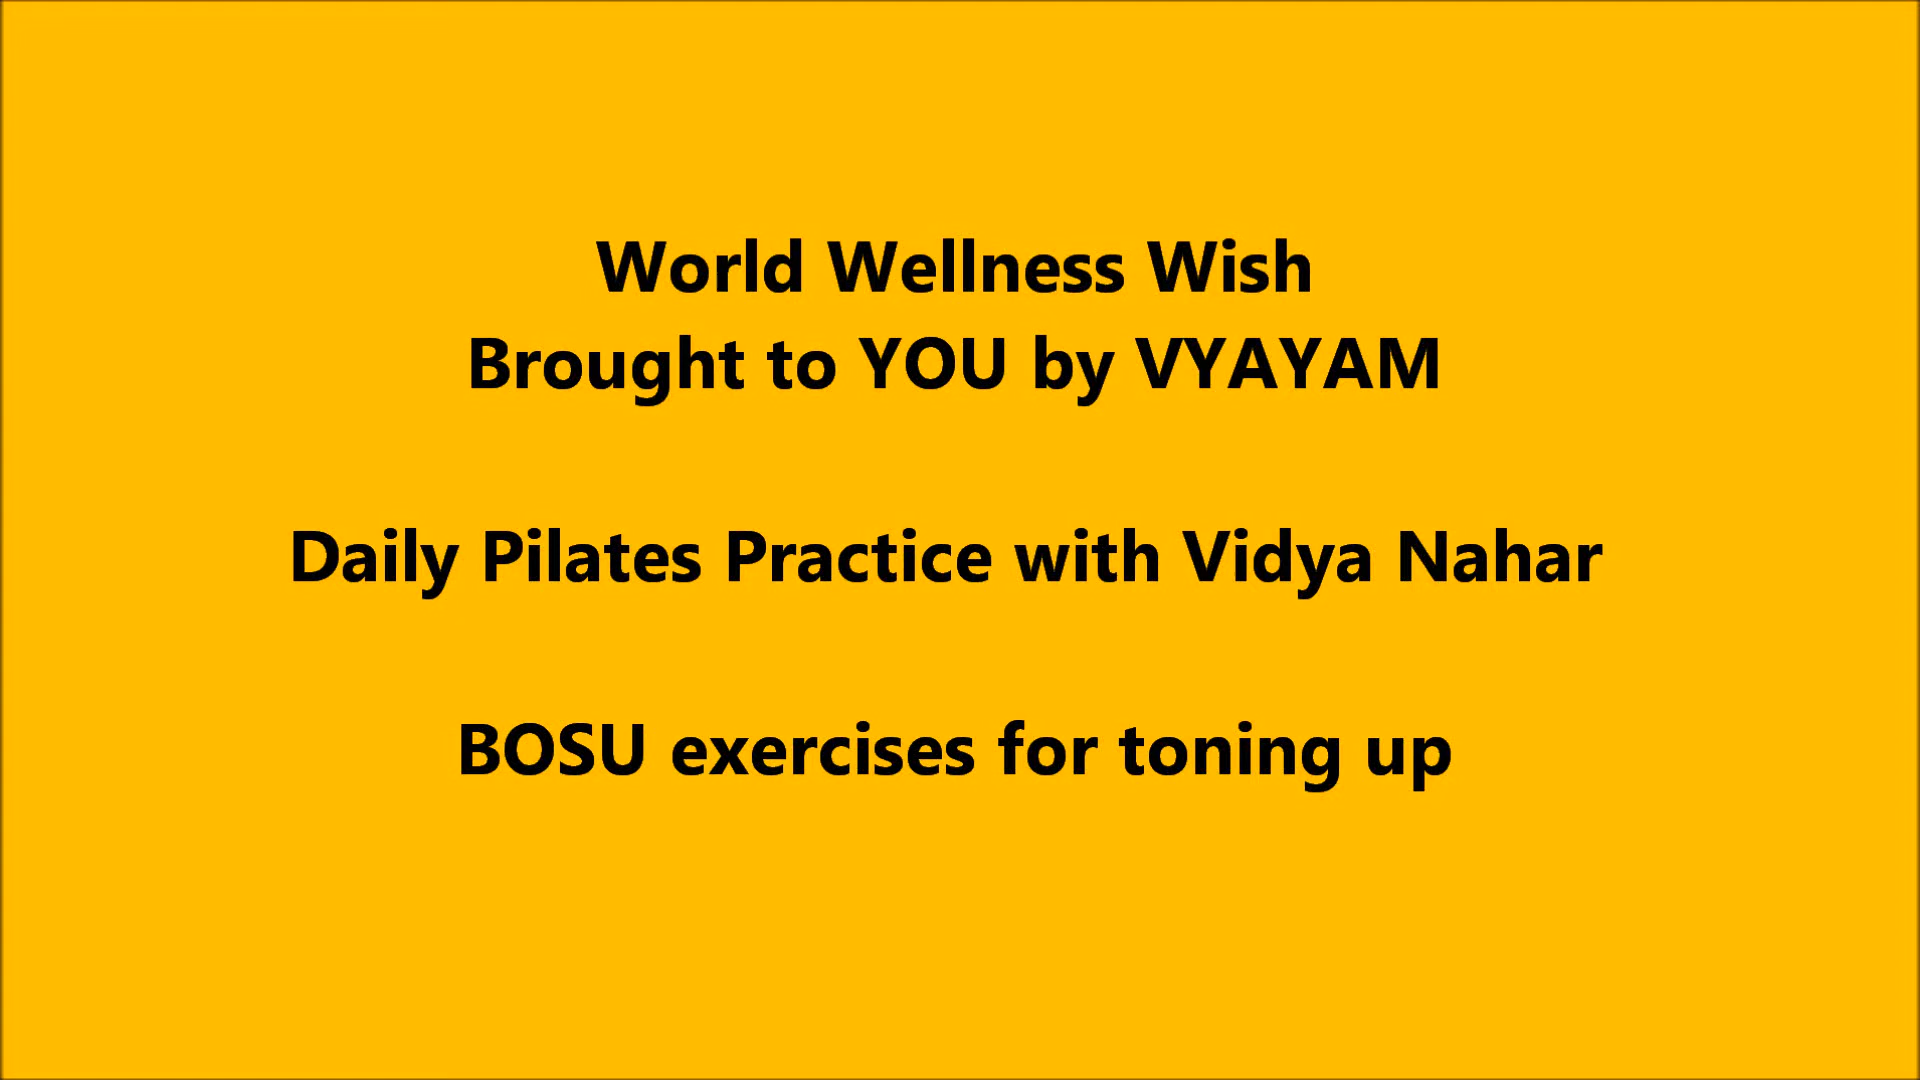 World Wellness Wish
Brought to YOU by VYAYAM
Daily Pilates Practice with Vidya Nahar
BOSU exercises for toning up